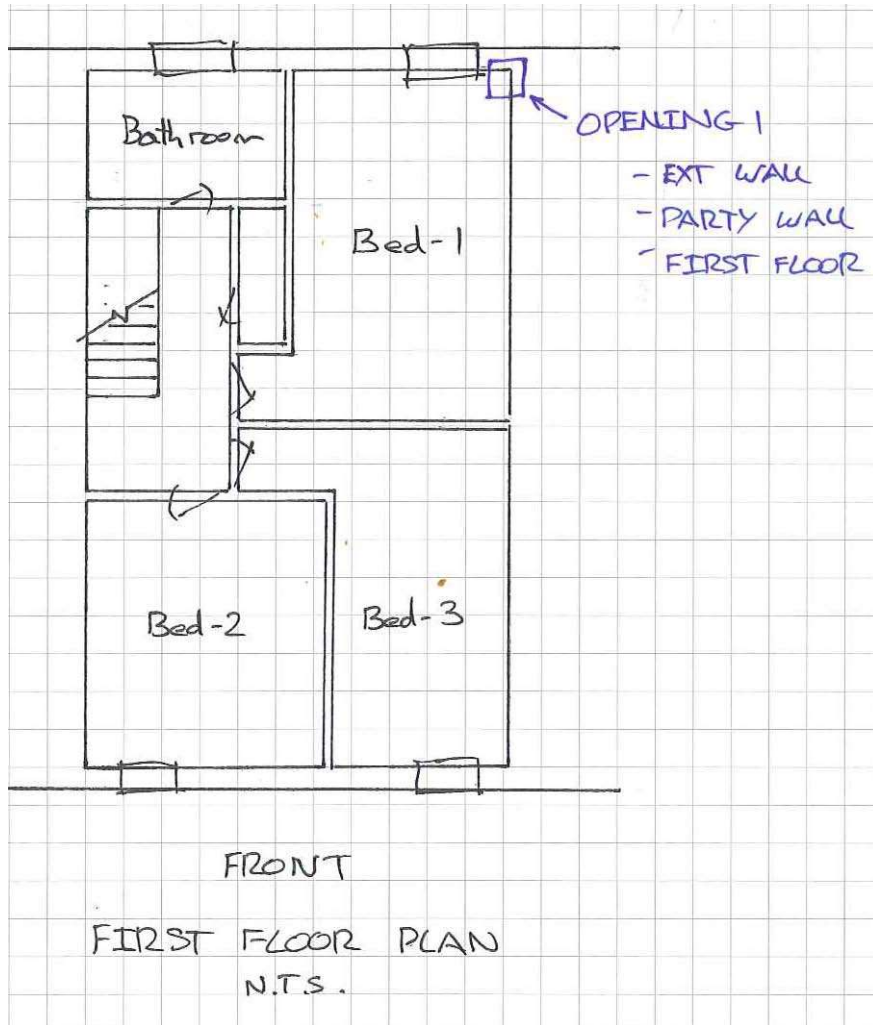 Bathroom
OPENING 1
- EXT WALL
- PARTY WALL
- FIRST FLOOR
Bed-1
Bed-2
Bed-3
FRONT
FIRST FLOOR PLAN
N.T.S.